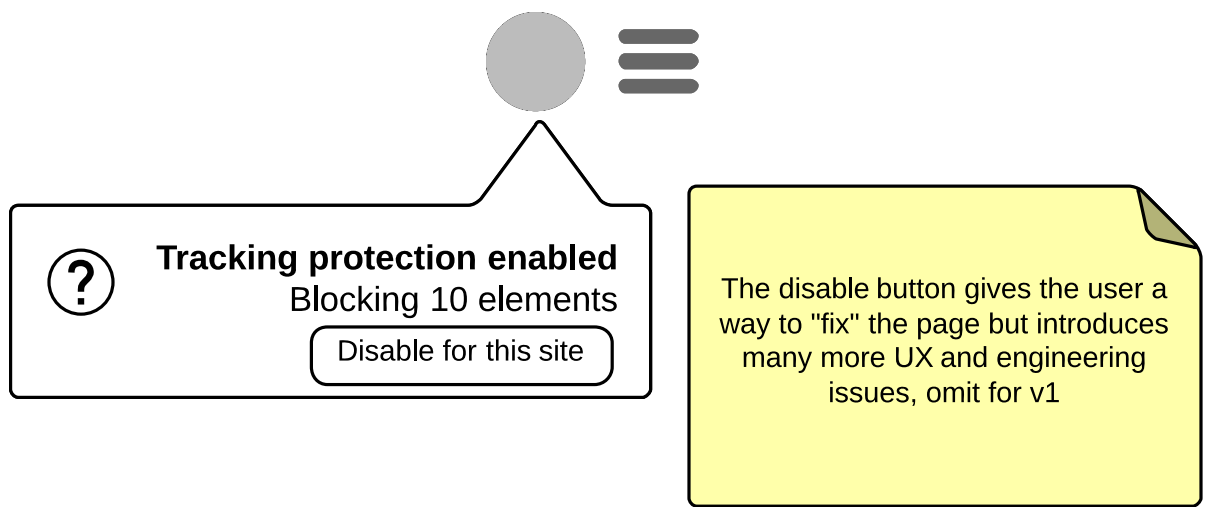 Tracking protection enabled
Blocking 10 elements
Disable for this site
The disable button gives the user a
way to "fix" the page but introduces
many more UX and engineering
issues, omit for v1